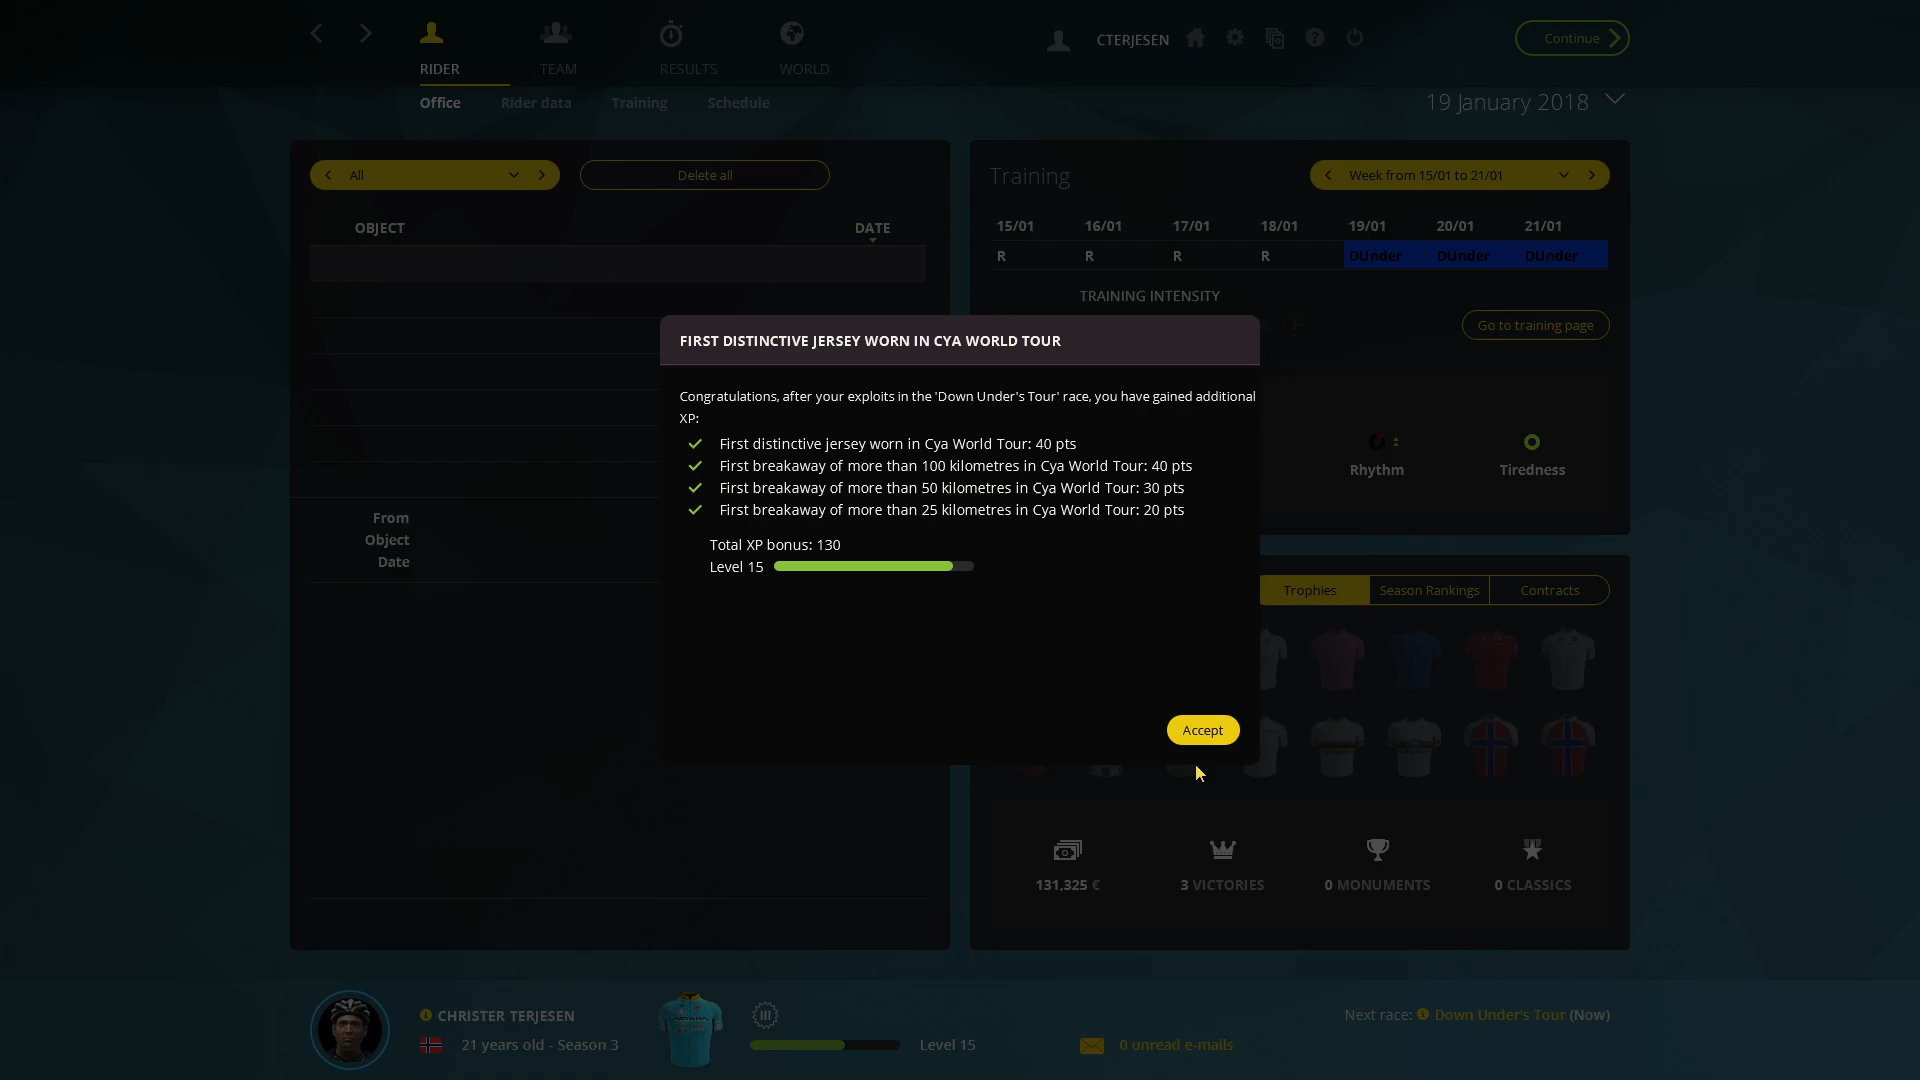 CTERJESEN
Continue
RIDER
TEAM
RESULTS
WORLD
Office
Rider data
Training
Schedule
19 January 2018
All
Delete all
OBJECT
DATE
Training
Week from 15/01 to 21/01
15/01 16/01 17/01 18/01 19/01 20/01 21/01
R R R R DUnder DUnder DUnder
TRAINING INTENSITY
Go to training page
Rhythm
Tiredness
FIRST DISTINCTIVE JERSEY WORN IN CYA WORLD TOUR
Congratulations, after your exploits in the 'Down Under's Tour' race, you have gained additional
XP:
First distinctive jersey worn in Cya World Tour: 40 pts
First breakaway of more than 100 kilometres in Cya World Tour: 40 pts
First breakaway of more than 50 kilometres in Cya World Tour: 30 pts
First breakaway of more than 25 kilometres in Cya World Tour: 20 pts
Total XP bonus: 130
Level 15
Accept
From
Object
Date
Trophies
Season Rankings
Contracts
131,325 €
3 VICTORIES
0 MONUMENTS
0 CLASSICS
CHRISTER TERJESEN
21 years old - Season 3
III
Level 15
0 unread e-mails
Next race: Down Under's Tour (Now)